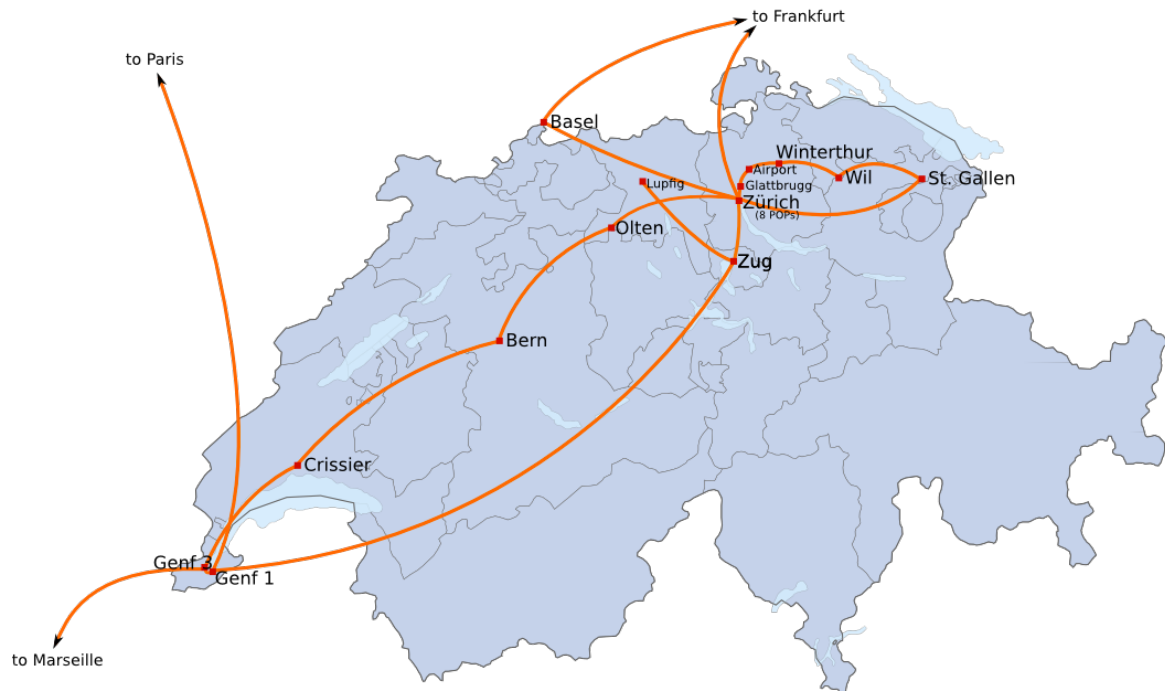 to Frankfurt
to Paris
Basel
Winterthur
Airport
Lupfig
Glattbrugg
Wil
St. Gallen
Zürich
(8 POPs)
Olten
Zug
Bern
Crissier
Genf 3
Genf 1
to Marseille